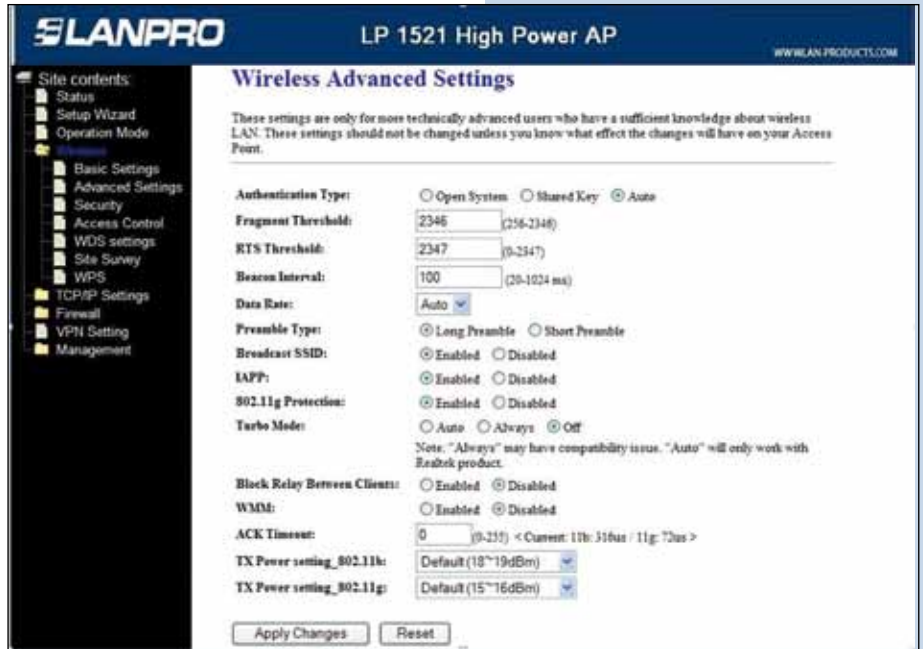 LANPRO
LP 1521 High Power AP
WWW.LAN-PRODUCTS.COM
Site contents:
Status
Setup Wizard
Operation Mode
Wireless
Basic Settings
Advanced Settings
Security
Access Control
WDS settings
Site Survey
WPS
TCP/IP Settings
Firewall
VPN Setting
Management
Wireless Advanced Settings
These settings are only for more technically advanced users who have a sufficient knowledge about wireless
LAN. These settings should not be changed unless you know what effect the changes will have on your Access
Point.
Authentication Type: Open System Shared Key Auto
Fragment Threshold: 2346 (256-2346)
RTS Threshold: 2347 (0-2347)
Beacon Interval: 100 (20-1024 ms)
Data Rate: Auto
Preamble Type: Long Preamble Short Preamble
Broadcast SSID: Enabled Disabled
IAPP: Enabled Disabled
802.11g Protection: Enabled Disabled
Turbo Mode: Auto Always Off
Note: "Always" may have compatibility issue. "Auto" will only work with
Realtek product.
Block Relay Between Clients: Enabled Disabled
WMM: Enabled Disabled
ACK Timeout: 0 (0-255) < Current: 11b: 316us / 11g: 72us >
TX Power setting_802.11b: Default (18~19dBm)
TX Power setting_802.11g: Default (15~16dBm)
Apply Changes Reset